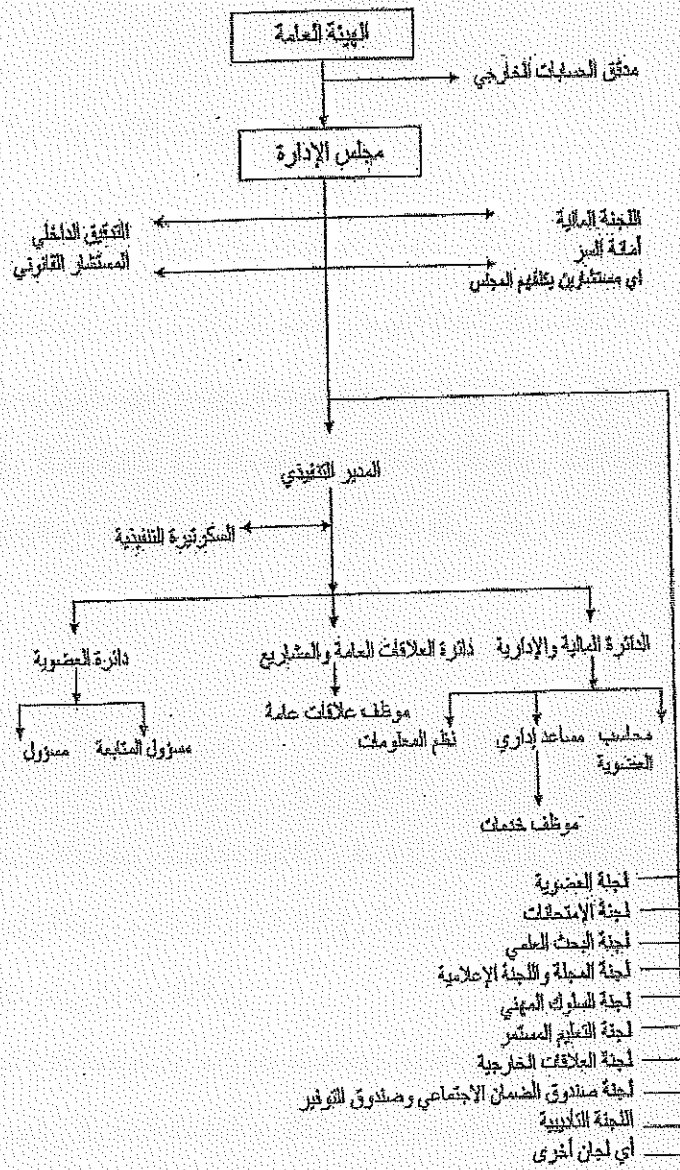 الهيئة العامة
مدقق الحسابات الخارجي
مجلس الإدارة
اللجنة المالية
التدقيق الداخلي
أمانة السر
المستشار القانوني
اي مستشارين يكلفهم المجلس
المدير التنفيذي
السكرتيرة التنفيذية
الدائرة المالية والإدارية
دائرة العلاقات العامة والمشاريع
دائرة العضوية
محاسب
العضوية
مساعد إداري
نظم المعلومات
موظف علاقات عامة
مسؤول المتابعة
مسؤول
موظف خدمات
لجنة العضوية
لجنة الإمتحانات
لجنة البحث العلمي
لجنة المجلة واللجنة الإعلامية
لجنة السلوك المهني
لجنة التعليم المستمر
لجنة العلاقات الخارجية
لجنة صندوق الضمان الاجتماعي وصندوق التوفير
اللجنة التأديبية
أي لجان أخرى